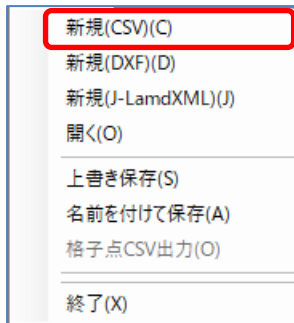 新規(CSV)(C)
新規(DXF)(D)
新規(J-LamdXML)(J)
開く(O)
上書き保存(S)
名前を付けて保存(A)
格子点CSV出力(O)
終了(X)